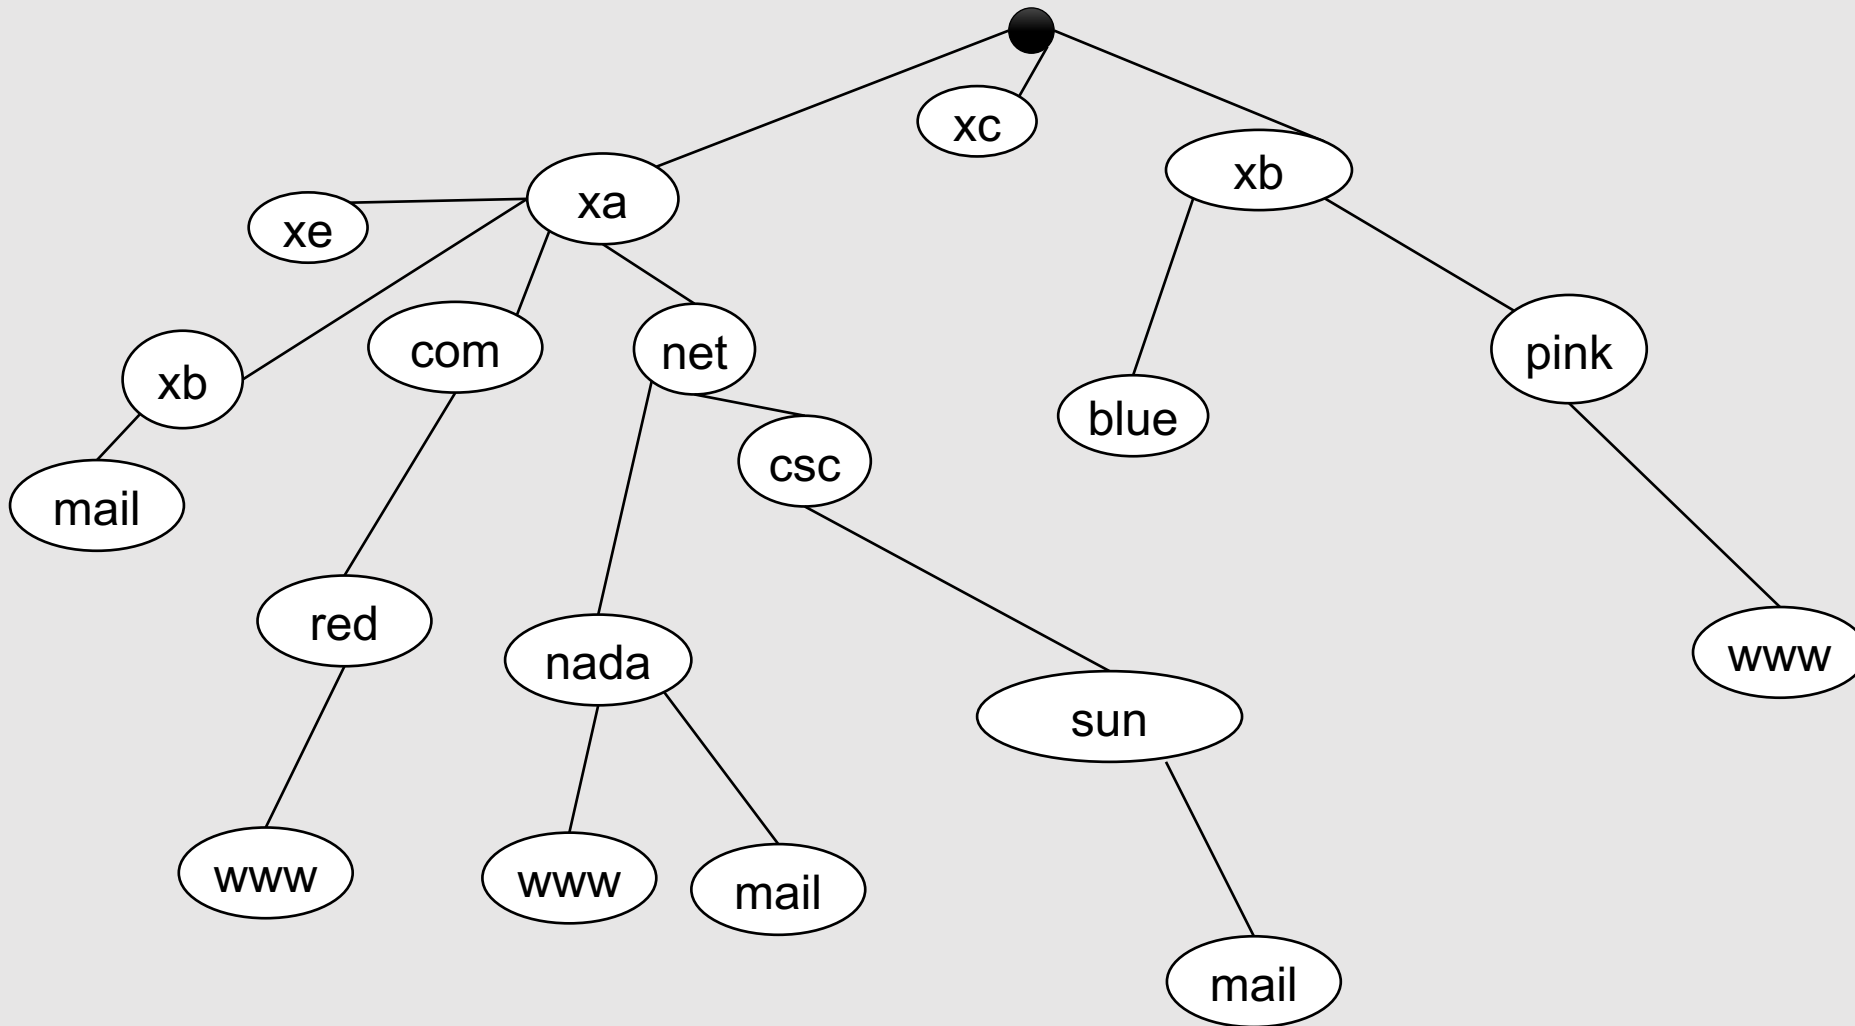 xc
xb
xa
xe
com
net
pink
xb
blue
csc
mail
red
nada
www
sun
www
www
mail
mail